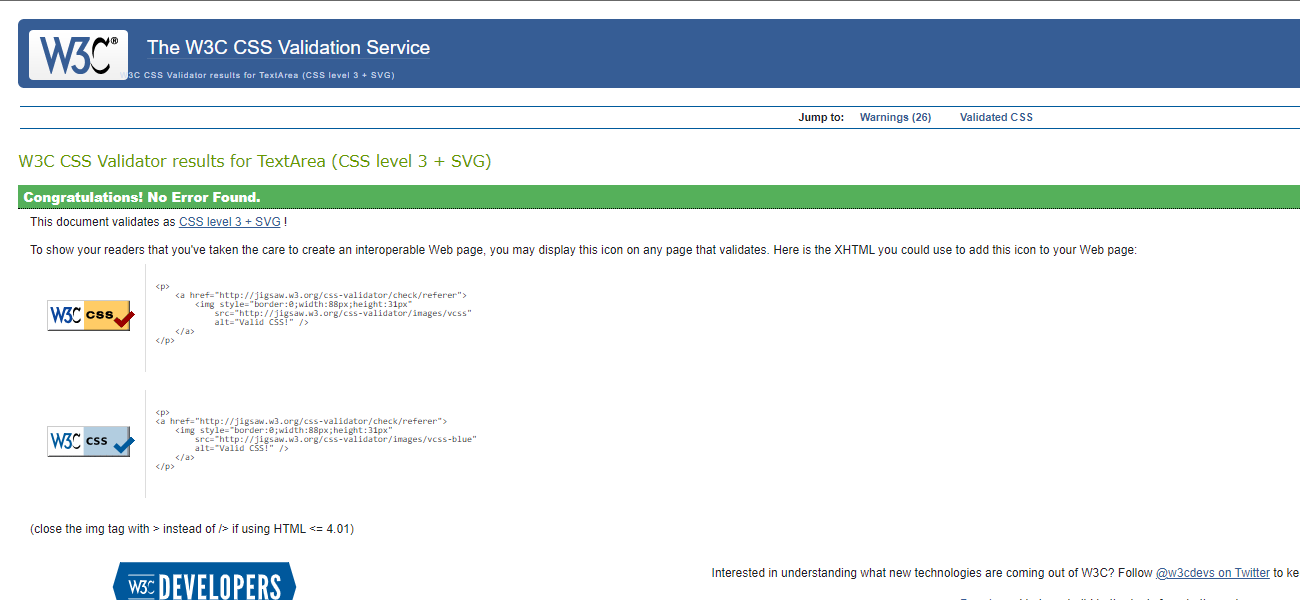 W3C®
The W3C CSS Validation Service
W3C CSS Validator results for TextArea (CSS level 3 + SVG)
Jump to: Warnings (26) Validated CSS
W3C CSS Validator results for TextArea (CSS level 3 + SVG)
Congratulations! No Error Found.
This document validates as CSS level 3 + SVG !
To show your readers that you've taken the care to create an interoperable Web page, you may display this icon on any page that validates. Here is the XHTML you could use to add this icon to your Web page:
W3C css
<p>
<a href="http://jigsaw.w3.org/css-validator/check/referer">
<img style="border:0;width:88px;height:31px"
src="http://jigsaw.w3.org/css-validator/images/vcss"
alt="Valid CSS!" />
</a>
</p>
W3C css
<p>
<a href="http://jigsaw.w3.org/css-validator/check/referer">
<img style="border:0;width:88px;height:31px"
src="http://jigsaw.w3.org/css-validator/images/vcss-blue"
alt="Valid CSS!" />
</a>
</p>
(close the img tag with > instead of /> if using HTML <= 4.01)
W3C DEVELOPERS
Interested in understanding what new technologies are coming out of W3C? Follow @w3cdevs on Twitter to ke